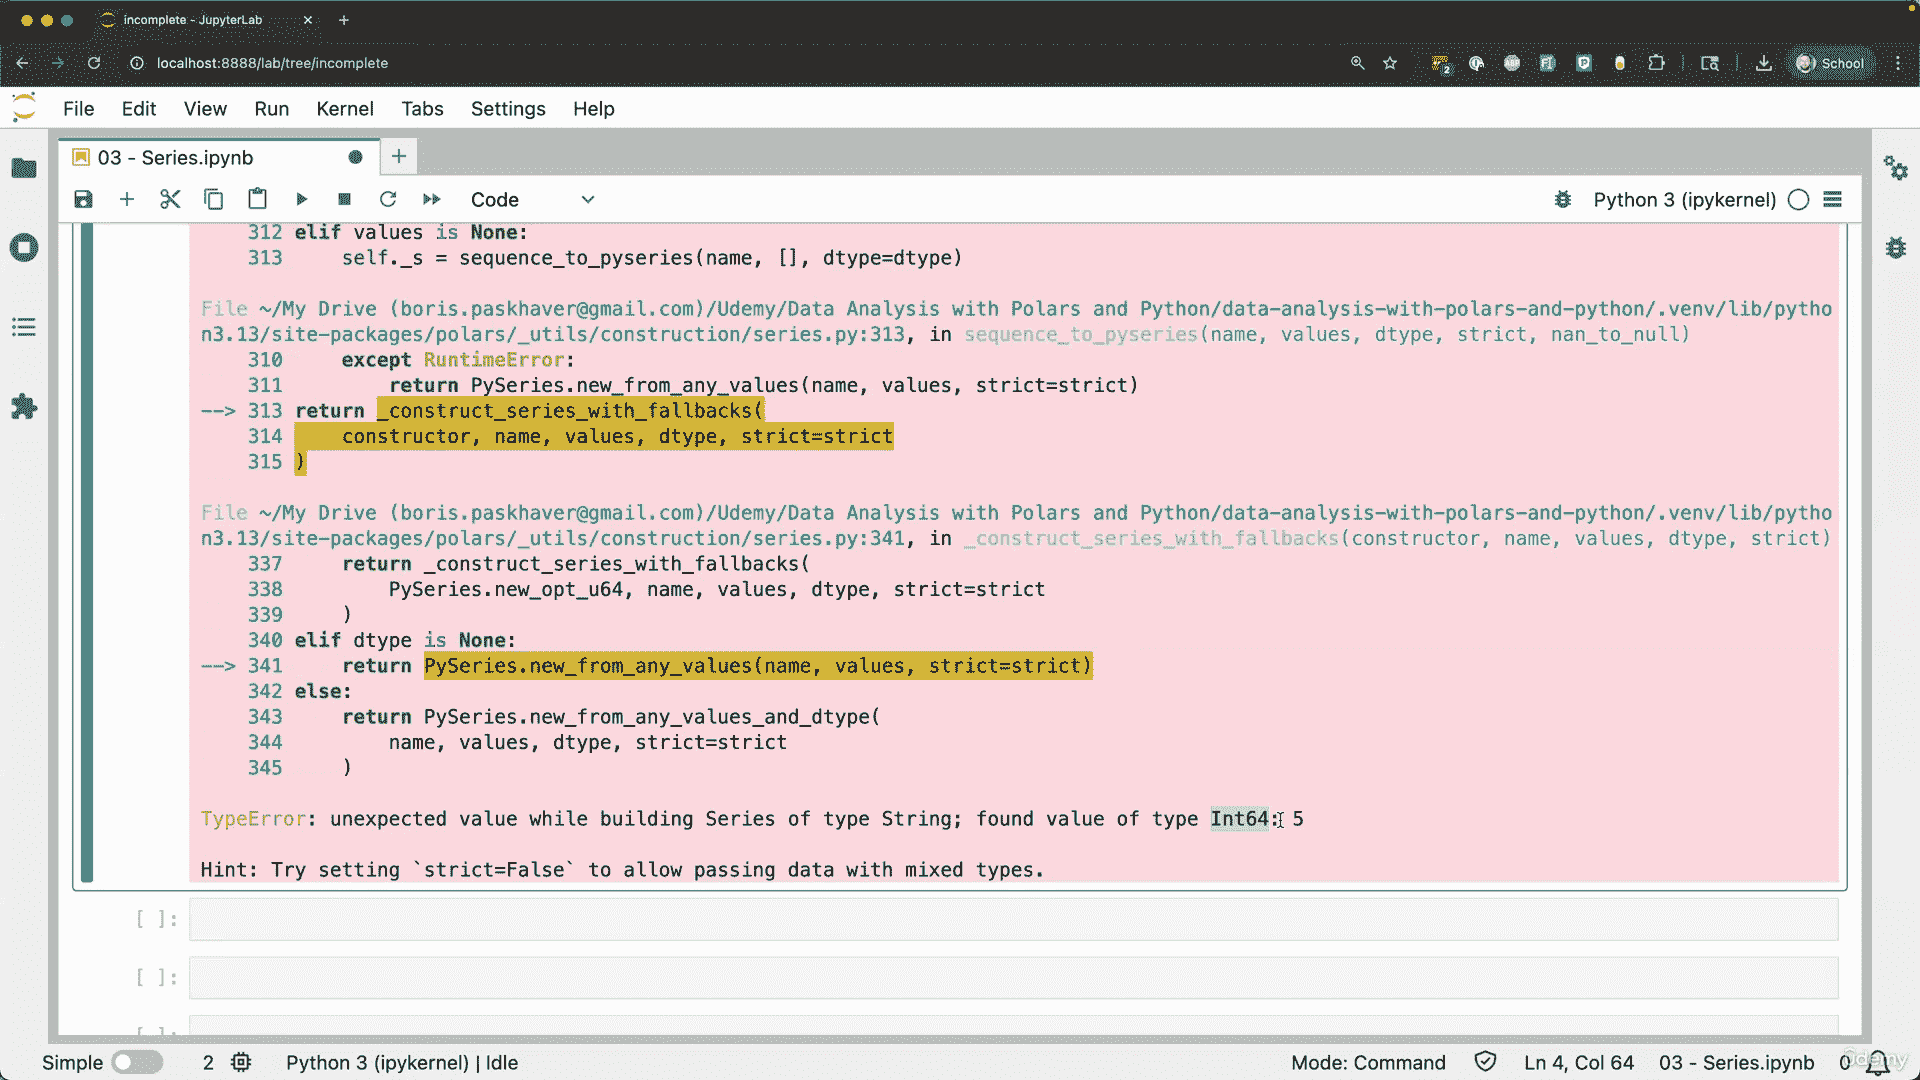 incomplete - JupyterLab
localhost:8888/lab/tree/incomplete
2
School
File Edit View Run Kernel Tabs Settings Help
03 - Series.ipynb
Code
Python 3 (ipykernel)
312 elif values is None:
313     self._s = sequence_to_pyseries(name, [], dtype=dtype)
File ~/My Drive (boris.paskhaver@gmail.com)/Udemy/Data Analysis with Polars and Python/data-analysis-with-polars-and-python/.venv/lib/pytho
n3.13/site-packages/polars/_utils/construction/series.py:313, in sequence_to_pyseries(name, values, dtype, strict, nan_to_null)
310     except RuntimeError:
311         return PySeries.new_from_any_values(name, values, strict=strict)
--> 313 return _construct_series_with_fallbacks(
314     constructor, name, values, dtype, strict=strict
315 )
File ~/My Drive (boris.paskhaver@gmail.com)/Udemy/Data Analysis with Polars and Python/data-analysis-with-polars-and-python/.venv/lib/pytho
n3.13/site-packages/polars/_utils/construction/series.py:341, in _construct_series_with_fallbacks(constructor, name, values, dtype, strict)
337     return _construct_series_with_fallbacks(
338         PySeries.new_opt_u64, name, values, dtype, strict=strict
339     )
340 elif dtype is None:
--> 341     return PySeries.new_from_any_values(name, values, strict=strict)
342 else:
343     return PySeries.new_from_any_values_and_dtype(
344         name, values, dtype, strict=strict
345     )
TypeError: unexpected value while building Series of type String; found value of type Int64: 5
Hint: Try setting `strict=False` to allow passing data with mixed types.
[ ]:
[ ]:
[ ]:
Simple 2 Python 3 (ipykernel) | Idle Mode: Command Ln 4, Col 64 03 - Series.ipynb 0